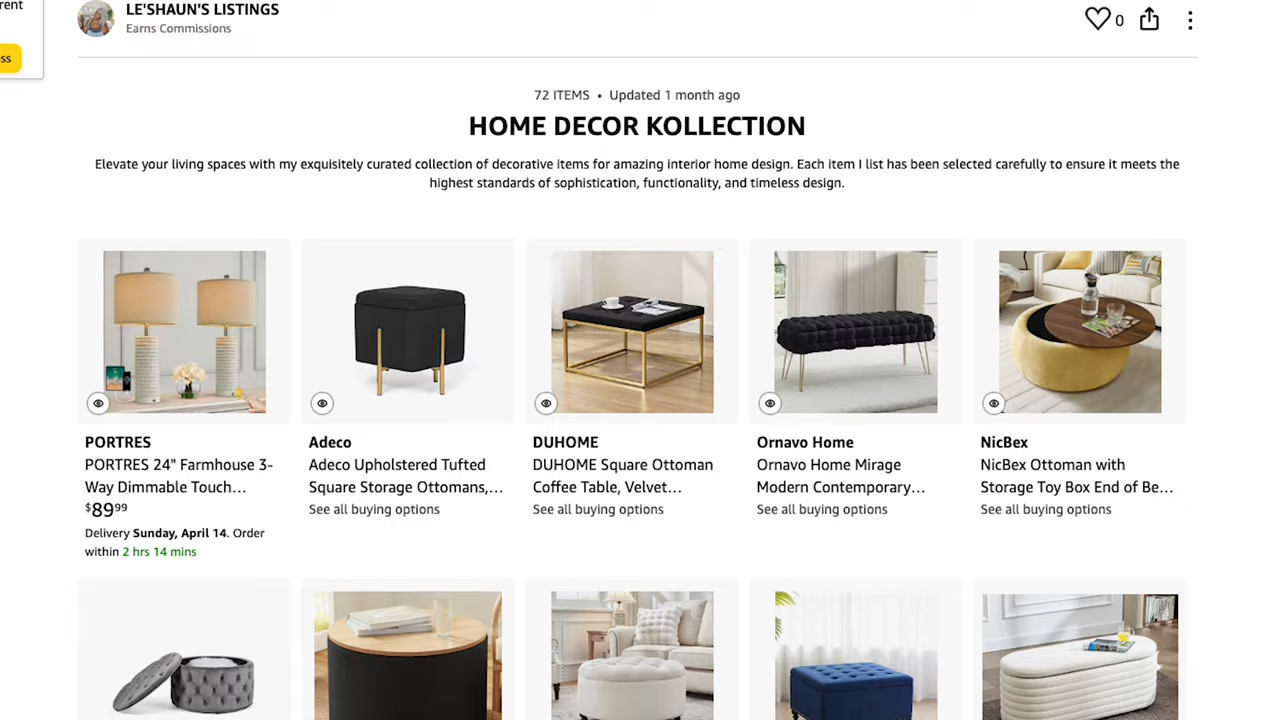 rent
ss
LE'SHAUN'S LISTINGS
Earns Commissions
0
72 ITEMS • Updated 1 month ago
HOME DECOR KOLLECTION
Elevate your living spaces with my exquisitely curated collection of decorative items for amazing interior home design. Each item I list has been selected carefully to ensure it meets the
highest standards of sophistication, functionality, and timeless design.
PORTRES
PORTRES 24" Farmhouse 3-
Way Dimmable Touch...
$8999
Delivery Sunday, April 14. Order
within 2 hrs 14 mins
Adeco
Adeco Upholstered Tufted
Square Storage Ottomans,...
See all buying options
DUHOME
DUHOME Square Ottoman
Coffee Table, Velvet...
See all buying options
Ornavo Home
Ornavo Home Mirage
Modern Contemporary...
See all buying options
NicBex
NicBex Ottoman with
Storage Toy Box End of Be...
See all buying options